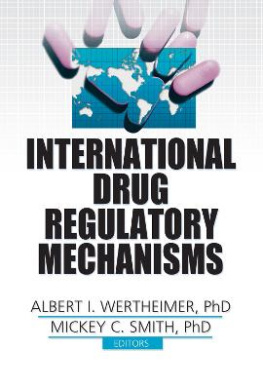 INTERNATIONAL
DRUG
REGULATORY
MECHANISMS
ALBERT I. WERTHEIMER, PhD
MICKEY C. SMITH, PhD
EDITORS